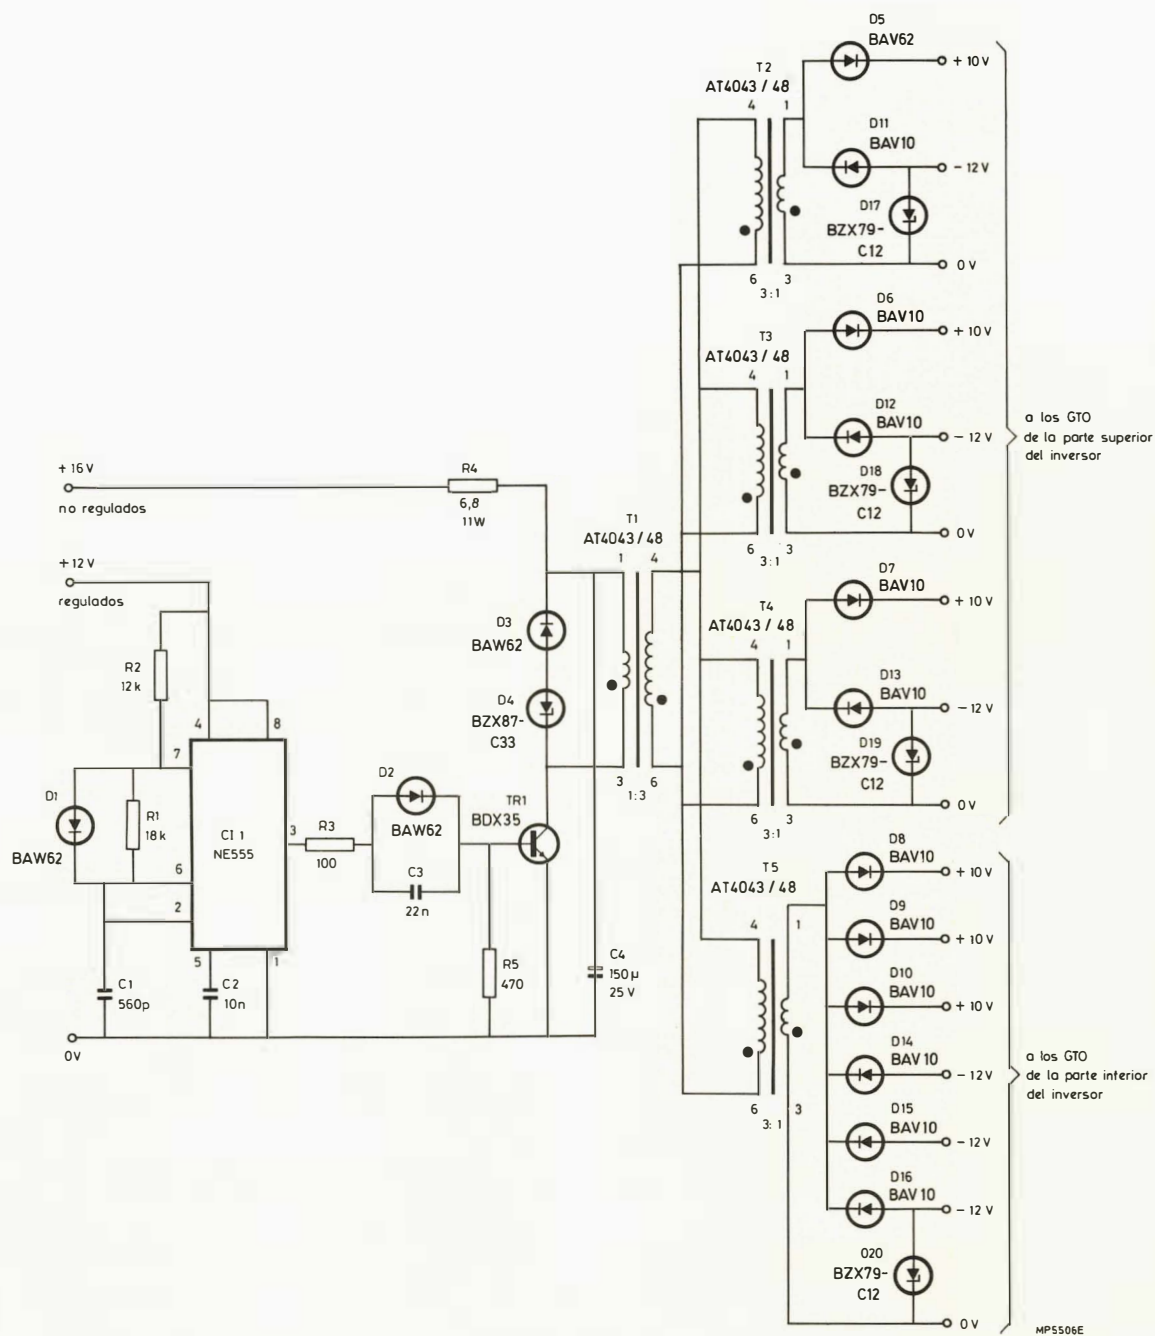 D5
BAV62
+ 10 V
T2
AT4043 / 48
4
1
D11
BAV10
- 12 V
D17
BZX79-
C12
6
3
3:1
0 V
D6
BAV10
+ 10 V
T3
AT4043 / 48
4
1
D12
BAV10
- 12 V
D18
BZX79-
C12
6
3
3:1
0 V
a los GTO
de la parte superior
del inversor
+ 16 V
no regulados
R4
6,8
11W
T1
AT4043 / 48
1
4
+ 12 V
regulados
D7
BAV10
+ 10 V
T4
AT4043 / 48
4
1
D3
BAW62
R2
12 k
D13
BAV10
- 12 V
D4
BZX87-
C33
D19
BZX79-
C12
4
8
7
3
6
1:3
6
3
3:1
0 V
D1
BAW62
R1
18 k
CI 1
NE555
3
R3
100
D2
BAW62
TR1
BDX35
6
C3
22 n
2
D8
BAV10
+ 10 V
T5
AT4043 / 48
4
1
D9
BAV10
+ 10 V
5
1
C1
560p
C2
10n
R5
470
C4
150 µ
25 V
D10
BAV10
+ 10 V
0V
D14
BAV10
- 12 V
a los GTO
de la parte interior
del inversor
6
3
3: 1
D15
BAV10
- 12 V
D16
BAV10
- 12 V
020
BZX79-
C12
0 V
MP5506E